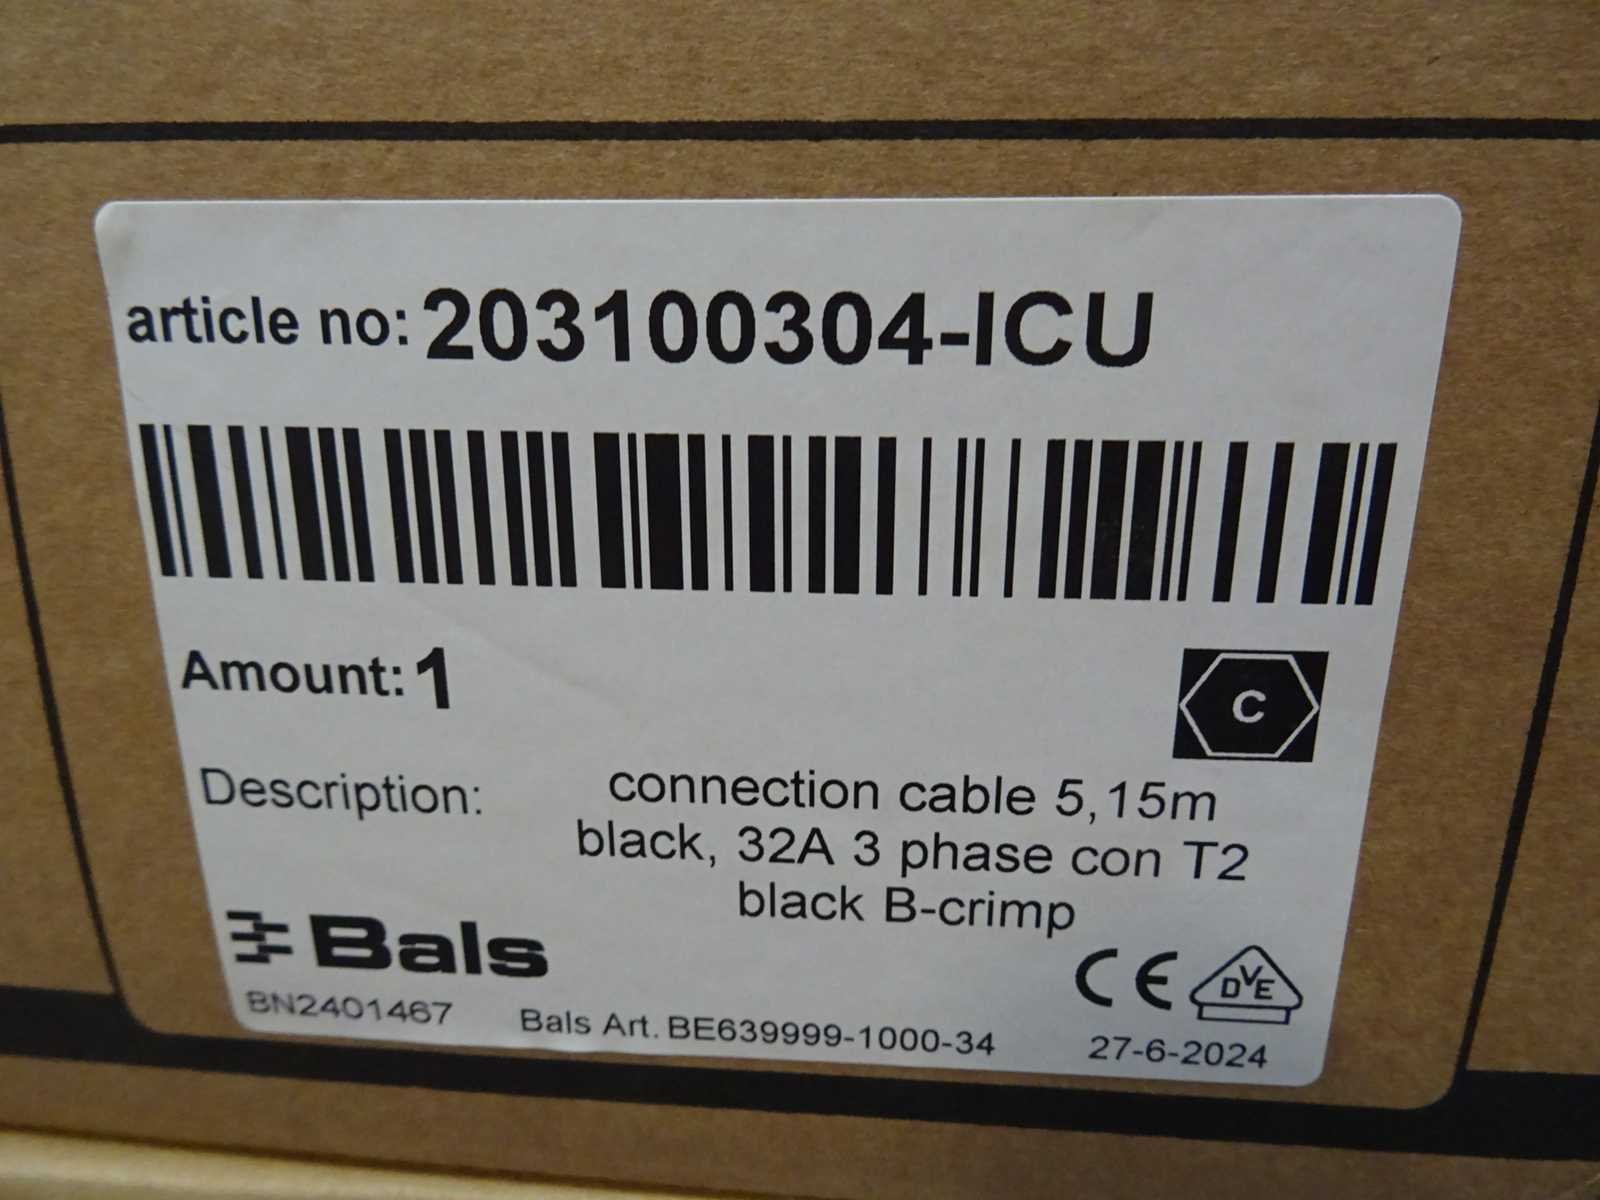 article no: 203100304-ICU
Amount: 1
C
Description: connection cable 5,15m
black, 32A 3 phase con T2
black B-crimp
Bals
CE DVE
BN2401467 Bals Art. BE639999-1000-34 27-6-2024